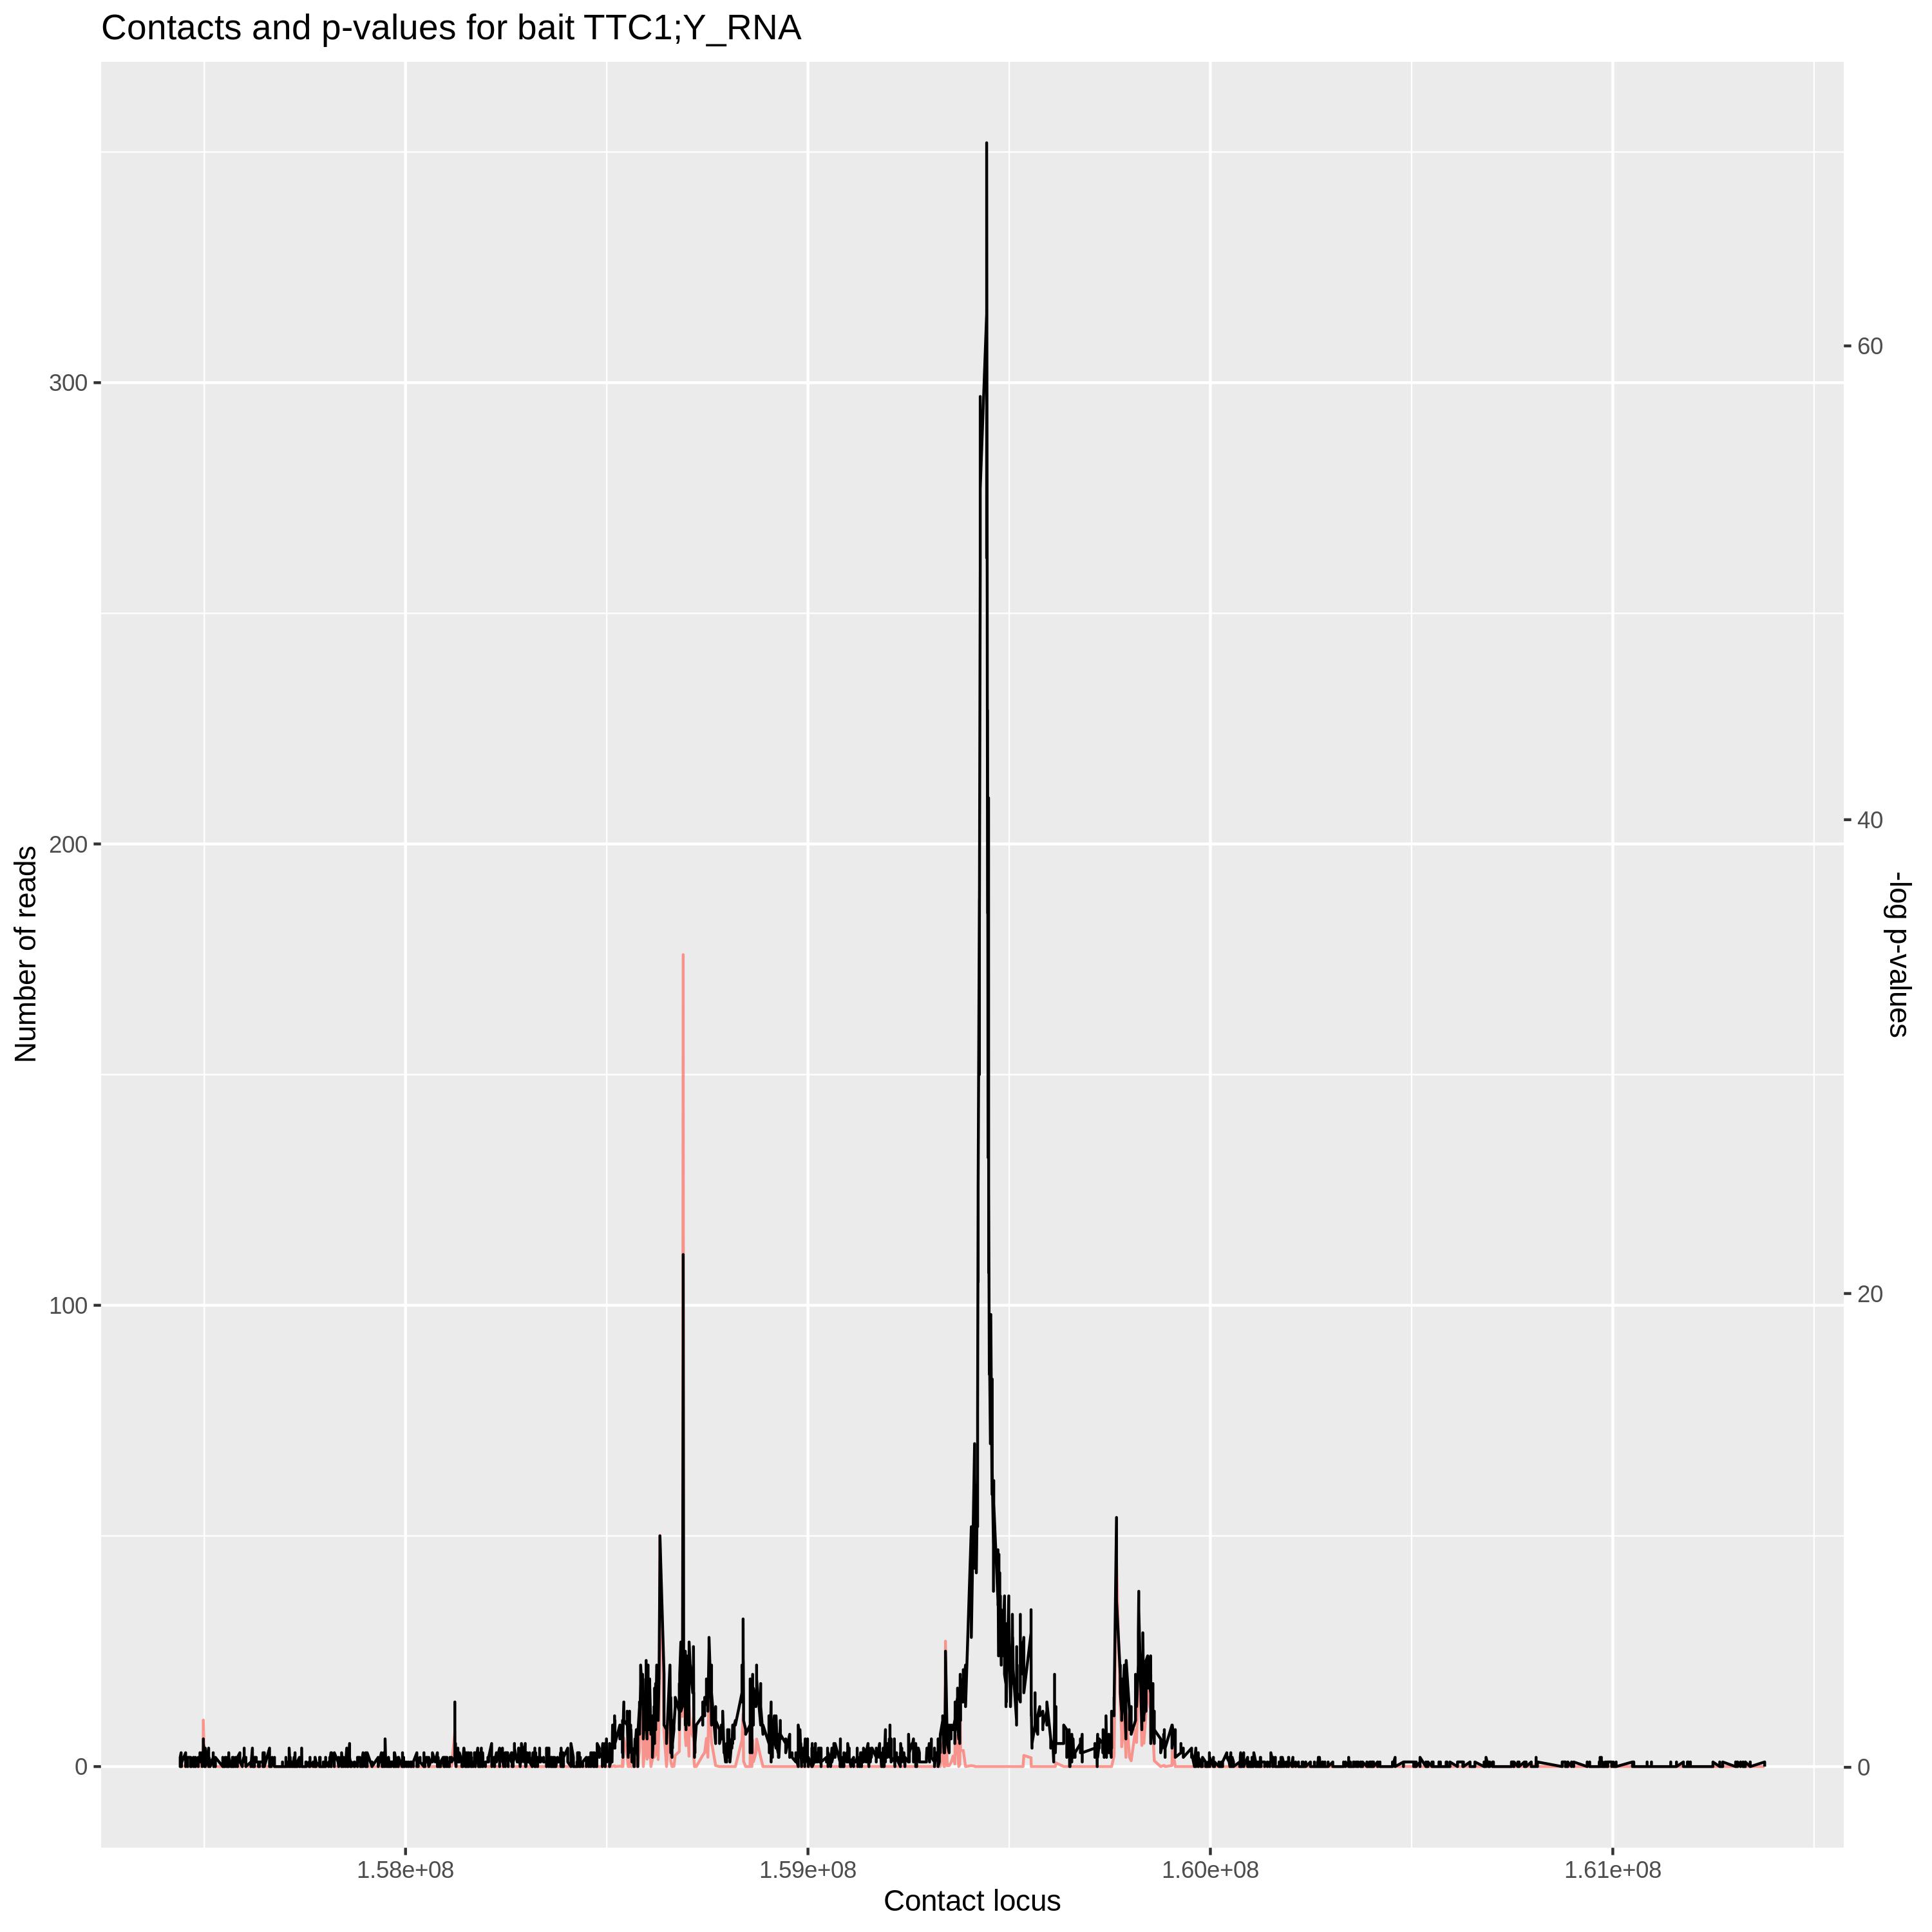 Contacts and p-values for bait TTC1;Y_RNA
Number of reads
300
200
100
0
60
40
20
0
-log p-values
1.58e+08
1.59e+08
1.60e+08
1.61e+08
Contact locus